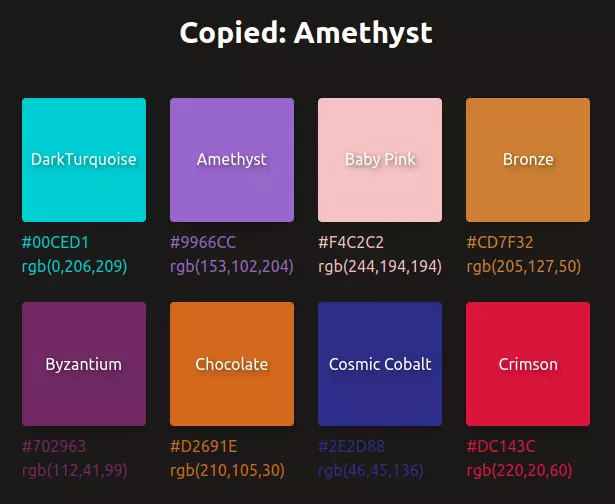 Copied: Amethyst
DarkTurquoise
Amethyst
Baby Pink
Bronze
#00CED1
#9966CC
#F4C2C2
#CD7F32
rgb(0,206,209)
rgb(153,102,204)
rgb(244,194,194)
rgb(205,127,50)
Byzantium
Chocolate
Cosmic Cobalt
Crimson
#702963
#D2691E
#2E2D88
#DC143C
rgb(112,41,99)
rgb(210,105,30)
rgb(46,45,136)
rgb(220,20,60)